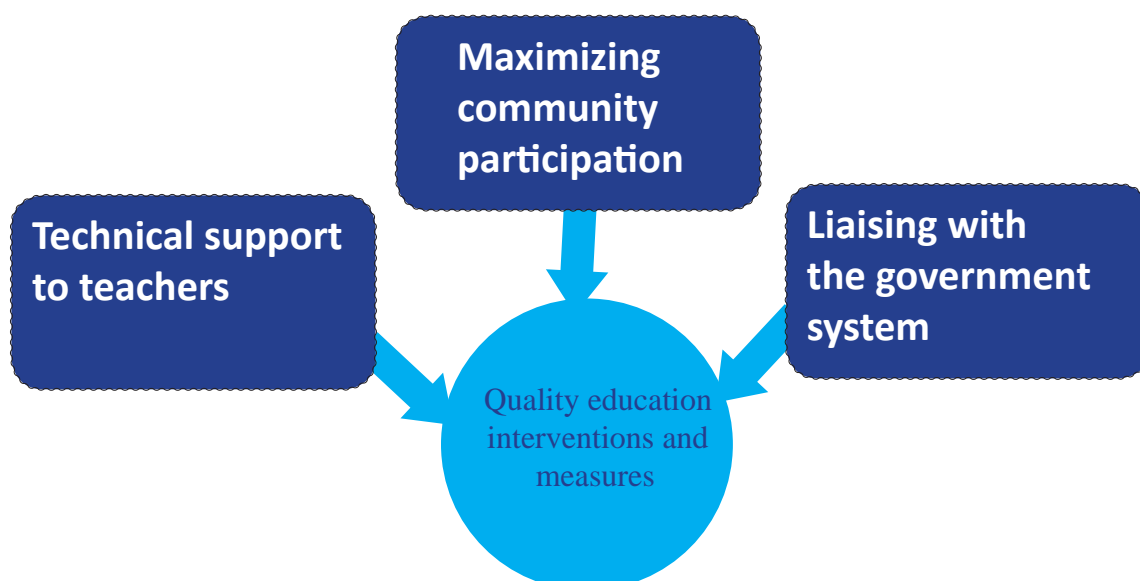 Maximizing
community
participation
Technical support
to teachers
Liaising with
the government
system
Quality education
interventions and
measures